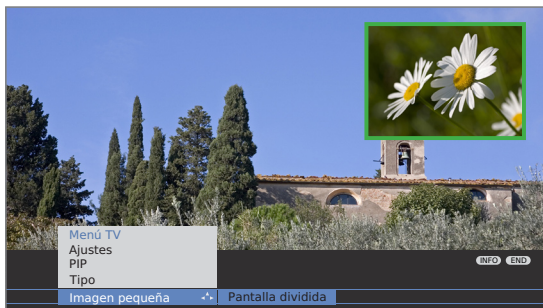 Menú TV
Ajustes
PIP
Tipo
Imagen pequeña Pantalla dividida
INFO END